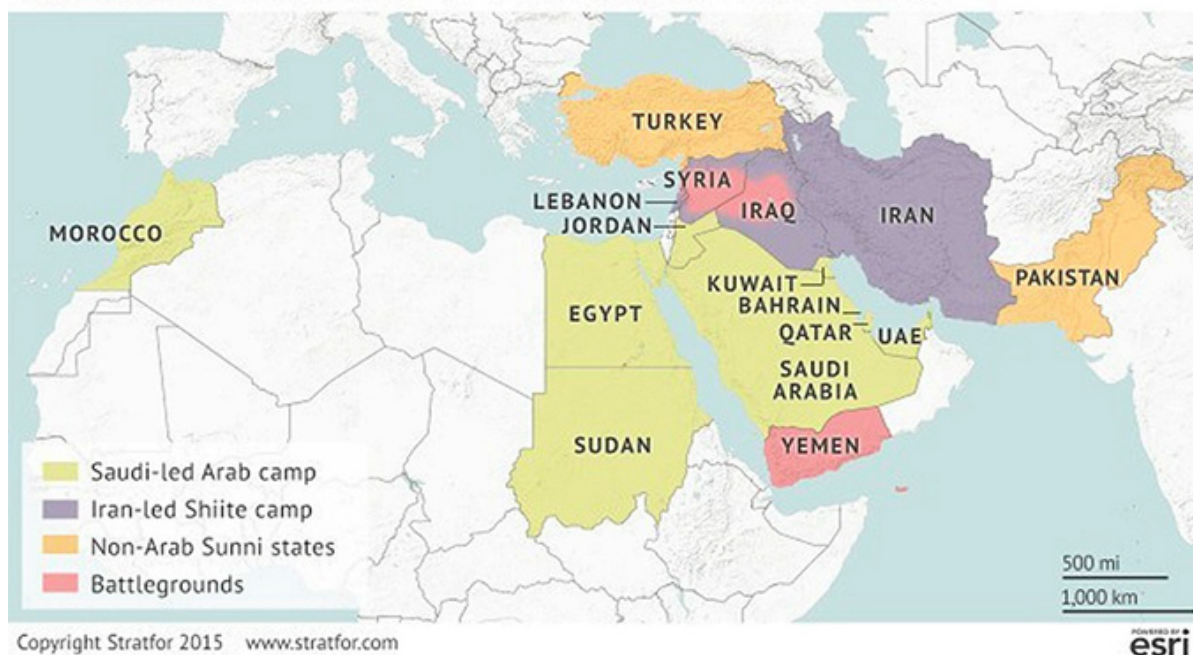 TURKEY
SYRIA
LEBANON
JORDAN
IRAQ
IRAN
MOROCCO
PAKISTAN
KUWAIT
BAHRAIN
QATAR
UAE
EGYPT
SAUDI
ARABIA
SUDAN
YEMEN
Saudi-led Arab camp
Iran-led Shiite camp
Non-Arab Sunni states
Battlegrounds
500 mi
1,000 km
Copyright Stratfor 2015 www.stratfor.com
POWERED BY
esri